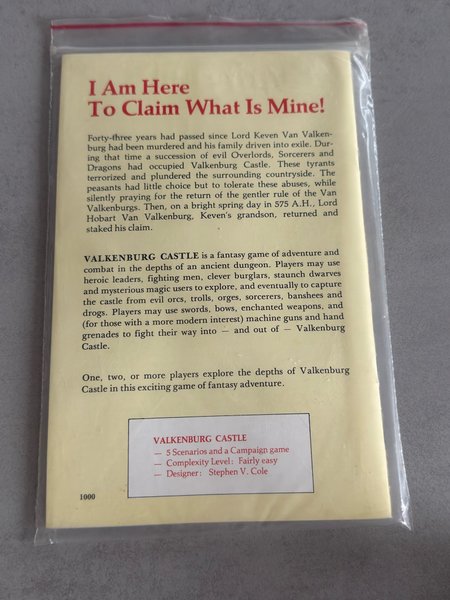 I Am Here
To Claim What Is Mine!
Forty-three years had passed since Lord Keven Van Valken-
burg had been murdered and his family driven into exile. Dur-
ing that time a succession of evil Overlords, Sorcerers and
Dragons had occupied Valkenburg Castle. These tyrants
terrorized and plundered the surrounding countryside. The
peasants had little choice but to tolerate these abuses, while
silently praying for the return of the gentler rule of the Van
Valkenburgs. Then, on a bright spring day in 575 A.H., Lord
Hobart Van Valkenburg, Keven's grandson, returned and
staked his claim.
VALKENBURG CASTLE is a fantasy game of adventure and
combat in the depths of an ancient dungeon. Players may use
heroic leaders, fighting men, clever burglars, staunch dwarves
and mysterious magic users to explore, and eventually to capture
the castle from evil orcs, trolls, orges, sorcerers, banshees and
drogs. Players may use swords, bows, enchanted weapons, and
(for those with a more modern interest) machine guns and hand
grenades to fight their way into — and out of — Valkenburg
Castle.
One, two, or more players explore the depths of Valkenburg
Castle in this exciting game of fantasy adventure.
VALKENBURG CASTLE
— 5 Scenarios and a Campaign game
— Complexity Level: Fairly easy
— Designer: Stephen V. Cole
1000